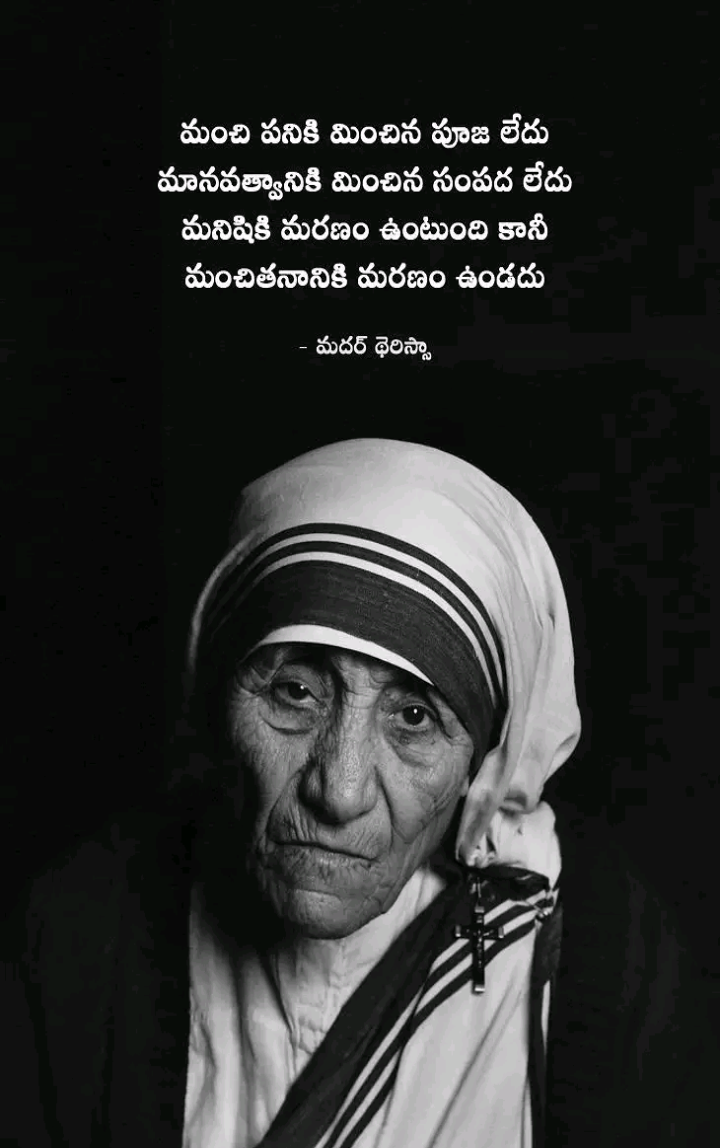 మంచి పనికి మించిన పూజ లేదు
మానవత్వానికి మించిన సంపద లేదు
మనిషికి మరణం ఉంటుంది కానీ
మంచితనానికి మరణం ఉండదు
- మదర్ థెరిస్సా